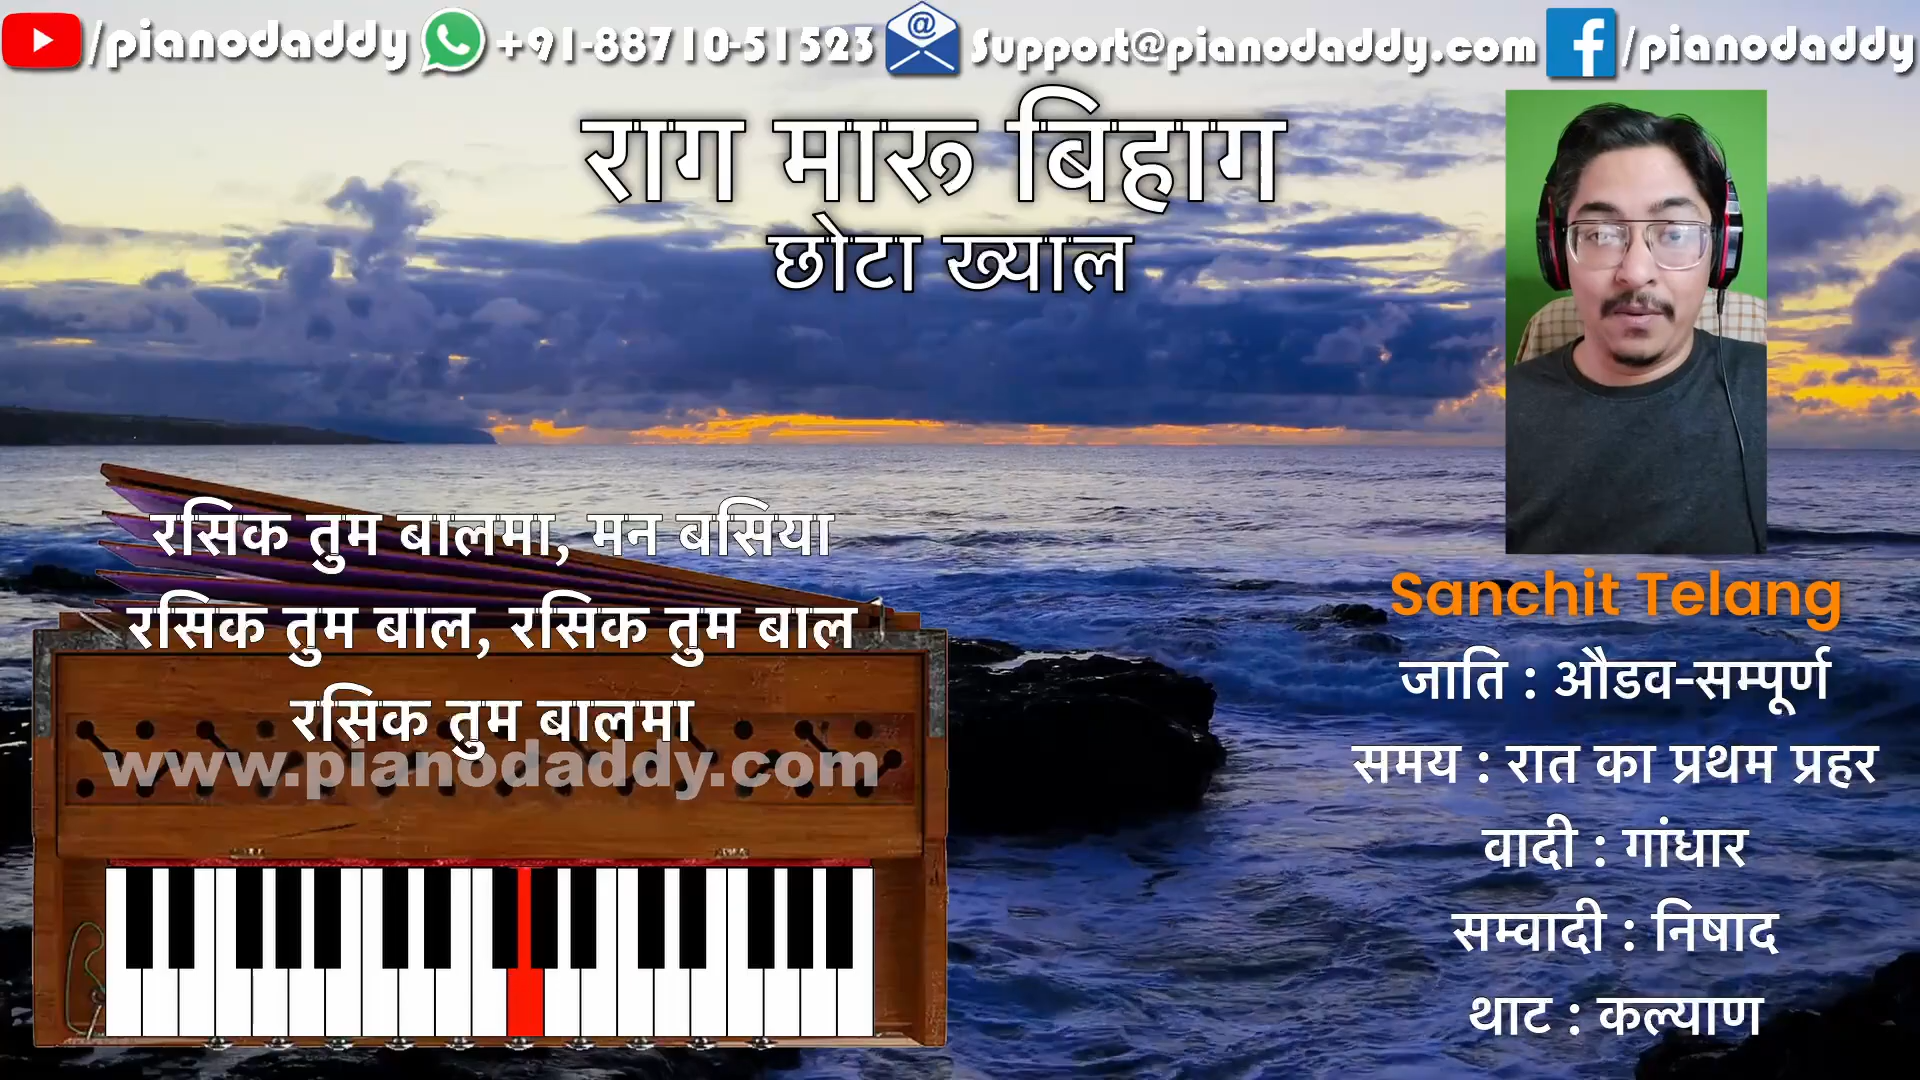 /pianodaddy +91-88710-51523 Support@pianodaddy.com /pianodaddy
राग मारू बिहाग
छोटा ख्याल
रसिक तुम बालमा, मन बसिया
रसिक तुम बाल, रसिक तुम बाल
रसिक तुम बालमा
www.pianodaddy.com
Sanchit Telang
जाति : औडव-सम्पूर्ण
समय : रात का प्रथम प्रहर
वादी : गांधार
सम्वादी : निषाद
थाट : कल्याण